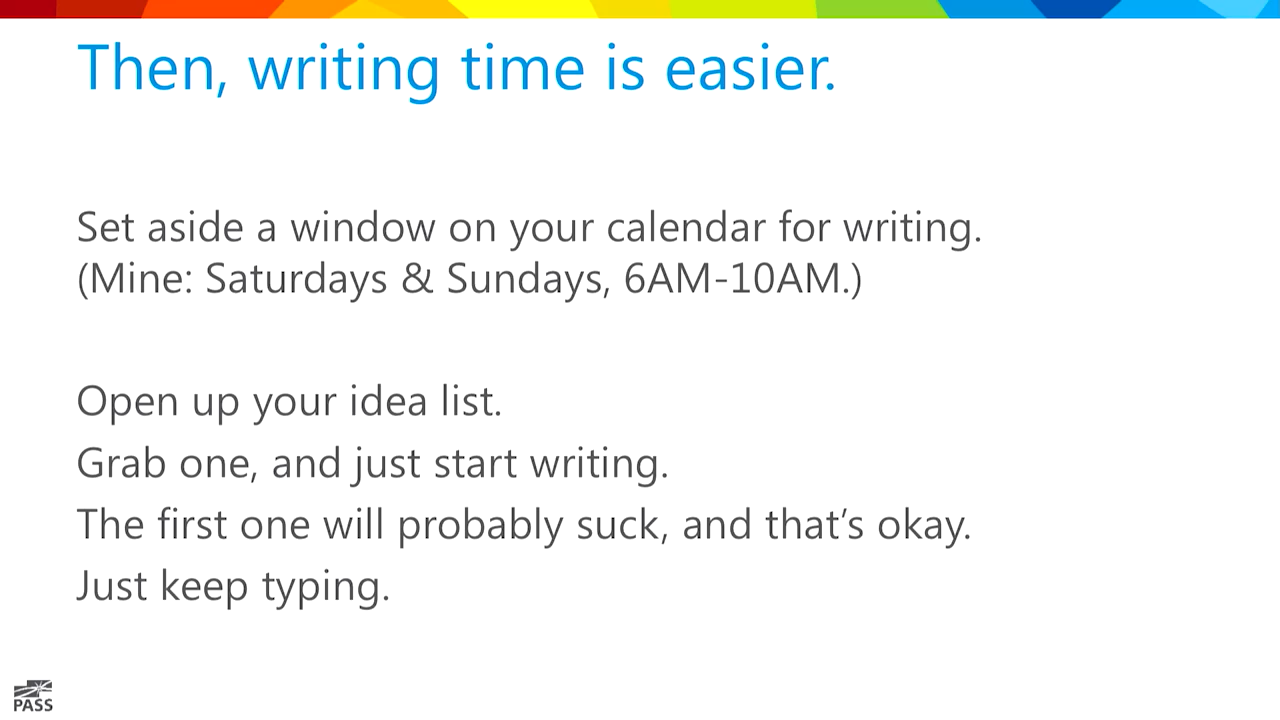 Then, writing time is easier.
Set aside a window on your calendar for writing.
(Mine: Saturdays & Sundays, 6AM-10AM.)
Open up your idea list.
Grab one, and just start writing.
The first one will probably suck, and that’s okay.
Just keep typing.
PASS